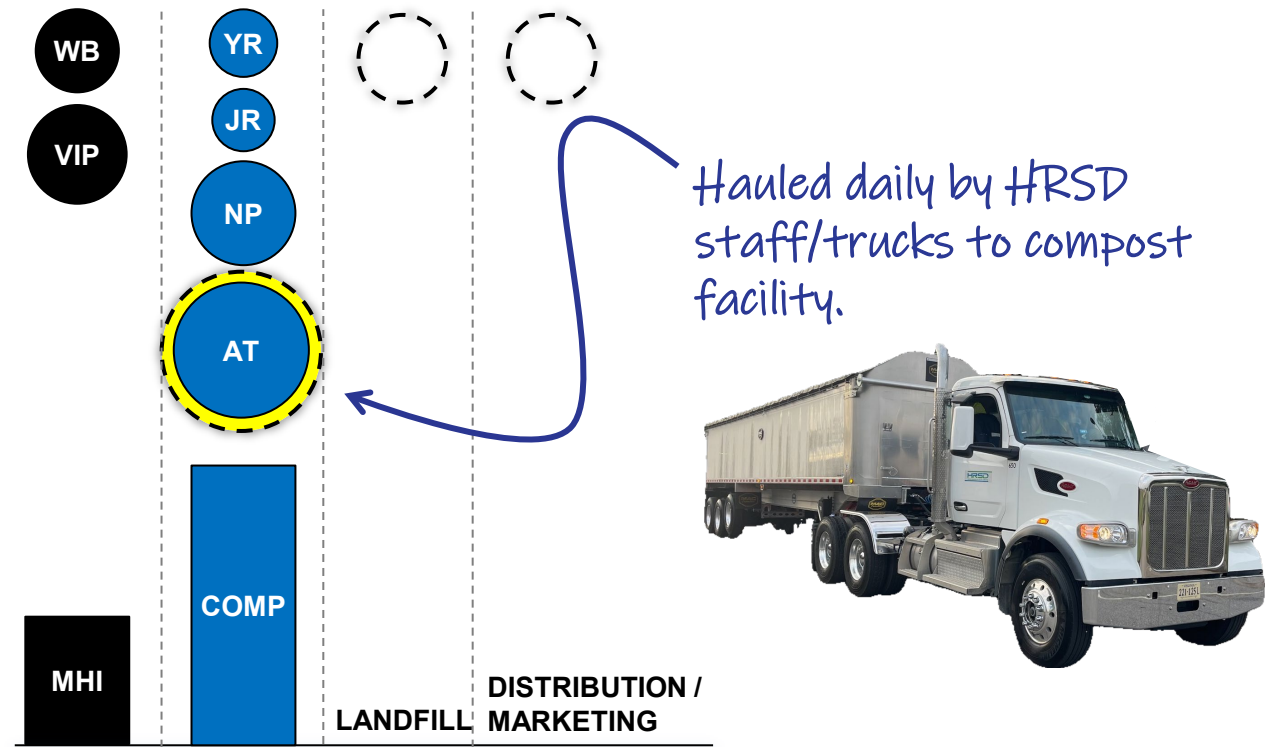 WB
VIP
YR
JR
NP
AT
Hauled daily by HRSD
staff/trucks to compost
facility.
HRSD
COMP
MHI
LANDFILL
DISTRIBUTION /
MARKETING